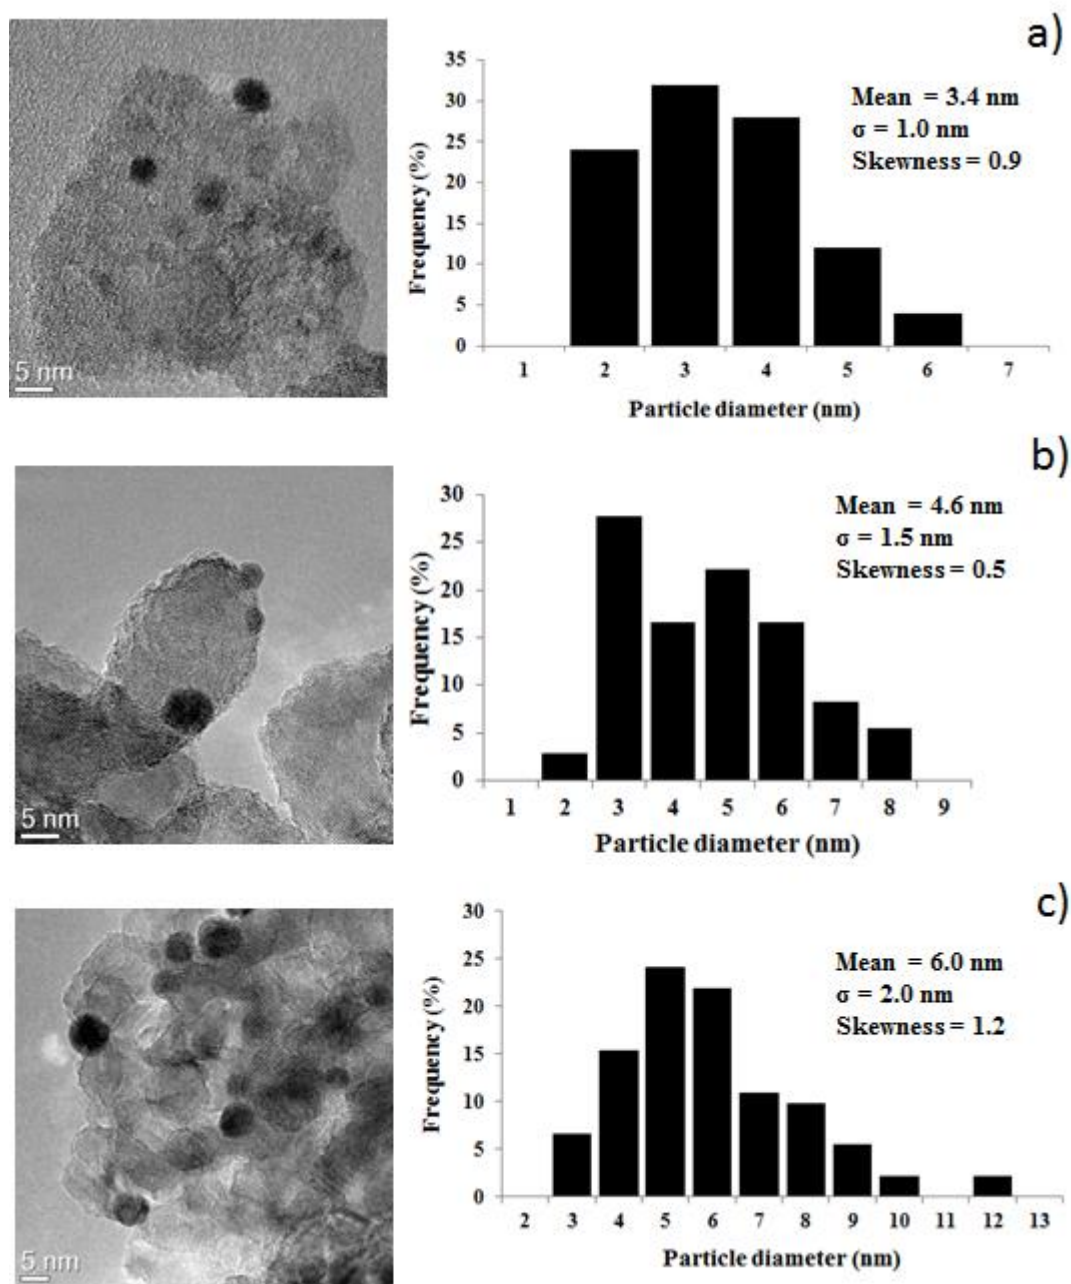 a)
35
30
25
20
15
10
5
0
Frequency (%)
Mean = 3.4 nm
σ = 1.0 nm
Skewness = 0.9
1 2 3 4 5 6 7
Particle diameter (nm)
5 nm
b)
30
25
20
15
10
5
0
Frequency (%)
Mean = 4.6 nm
σ = 1.5 nm
Skewness = 0.5
1 2 3 4 5 6 7 8 9
Particle diameter (nm)
5 nm
c)
30
25
20
15
10
5
0
Frequency (%)
Mean = 6.0 nm
σ = 2.0 nm
Skewness = 1.2
2 3 4 5 6 7 8 9 10 11 12 13
Particle diameter (nm)
5 nm